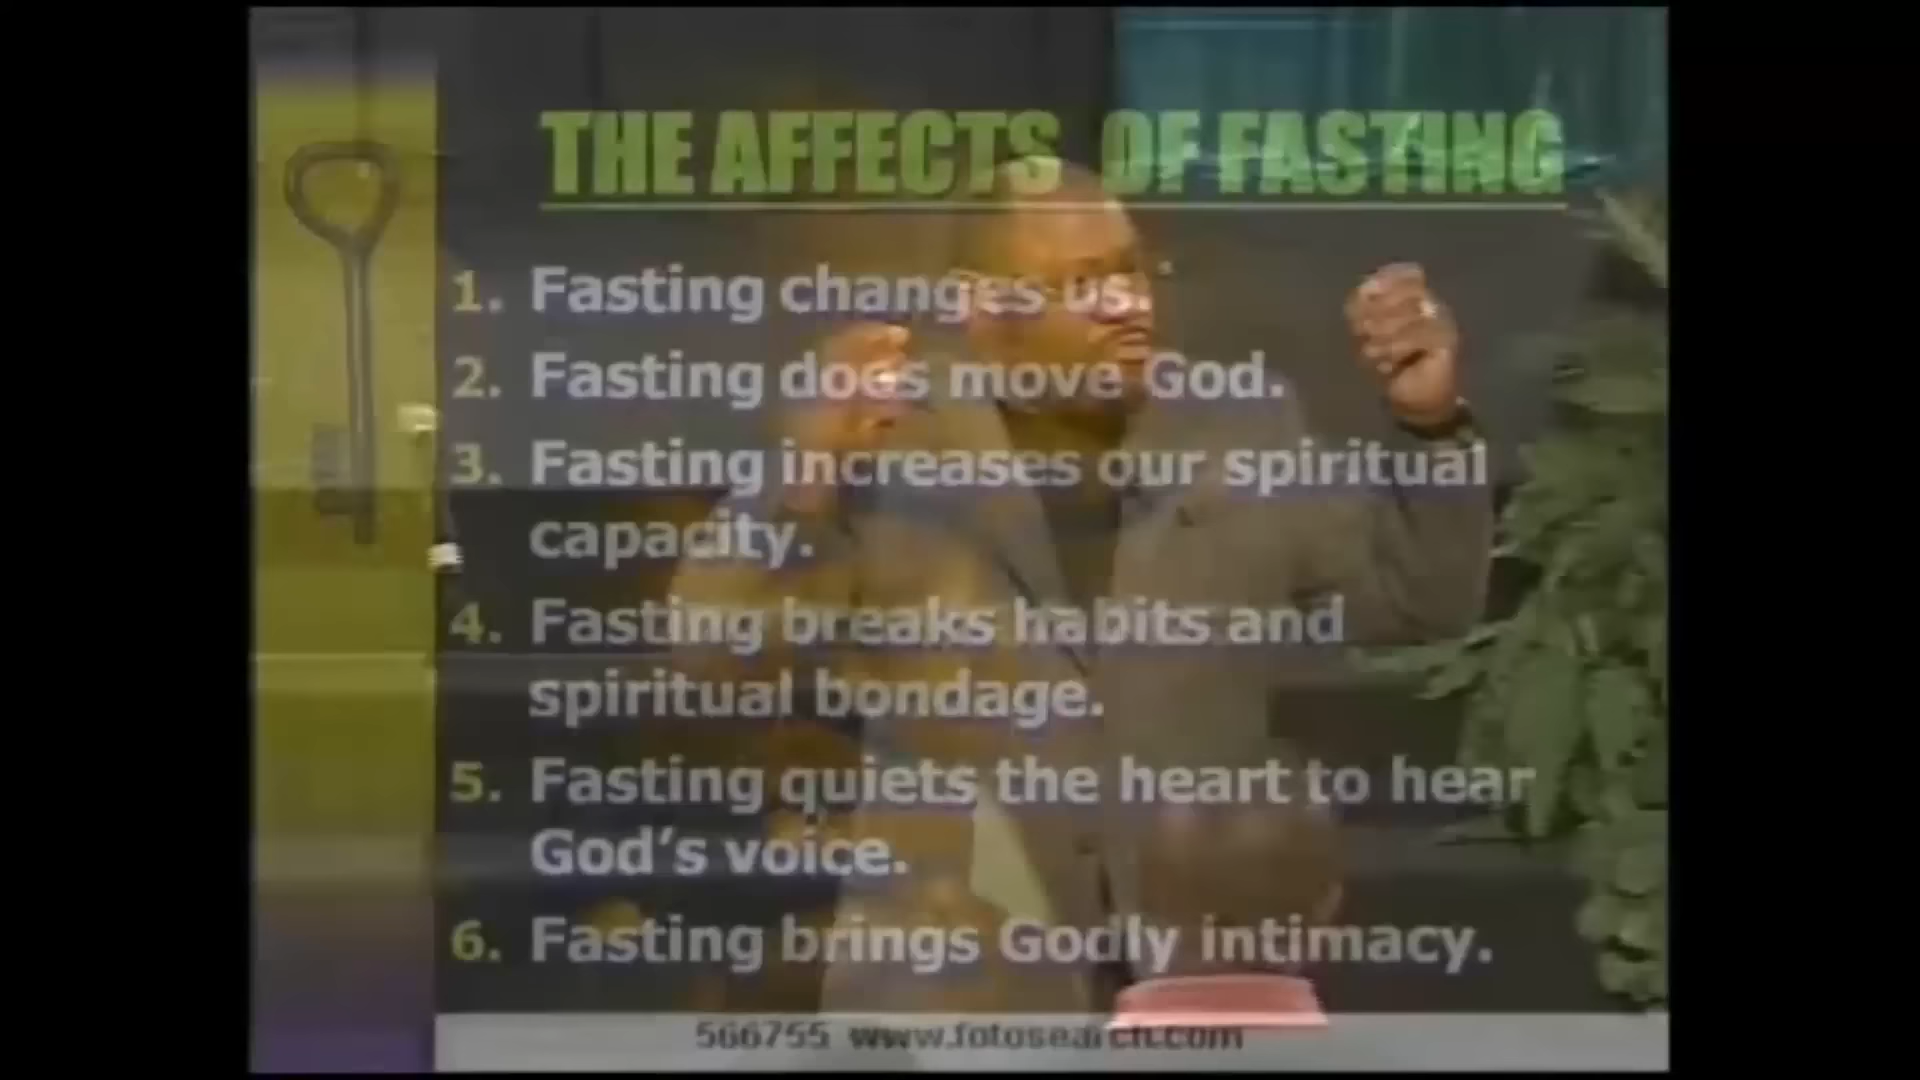 THE AFFECTS OF FASTING
1. Fasting changes us.
2. Fasting does move God.
3. Fasting increases our spiritual
capacity.
4. Fasting breaks habits and
spiritual bondage.
5. Fasting quiets the heart to hear
God's voice.
6. Fasting brings Godly intimacy.
566755 www.fotosearch.com